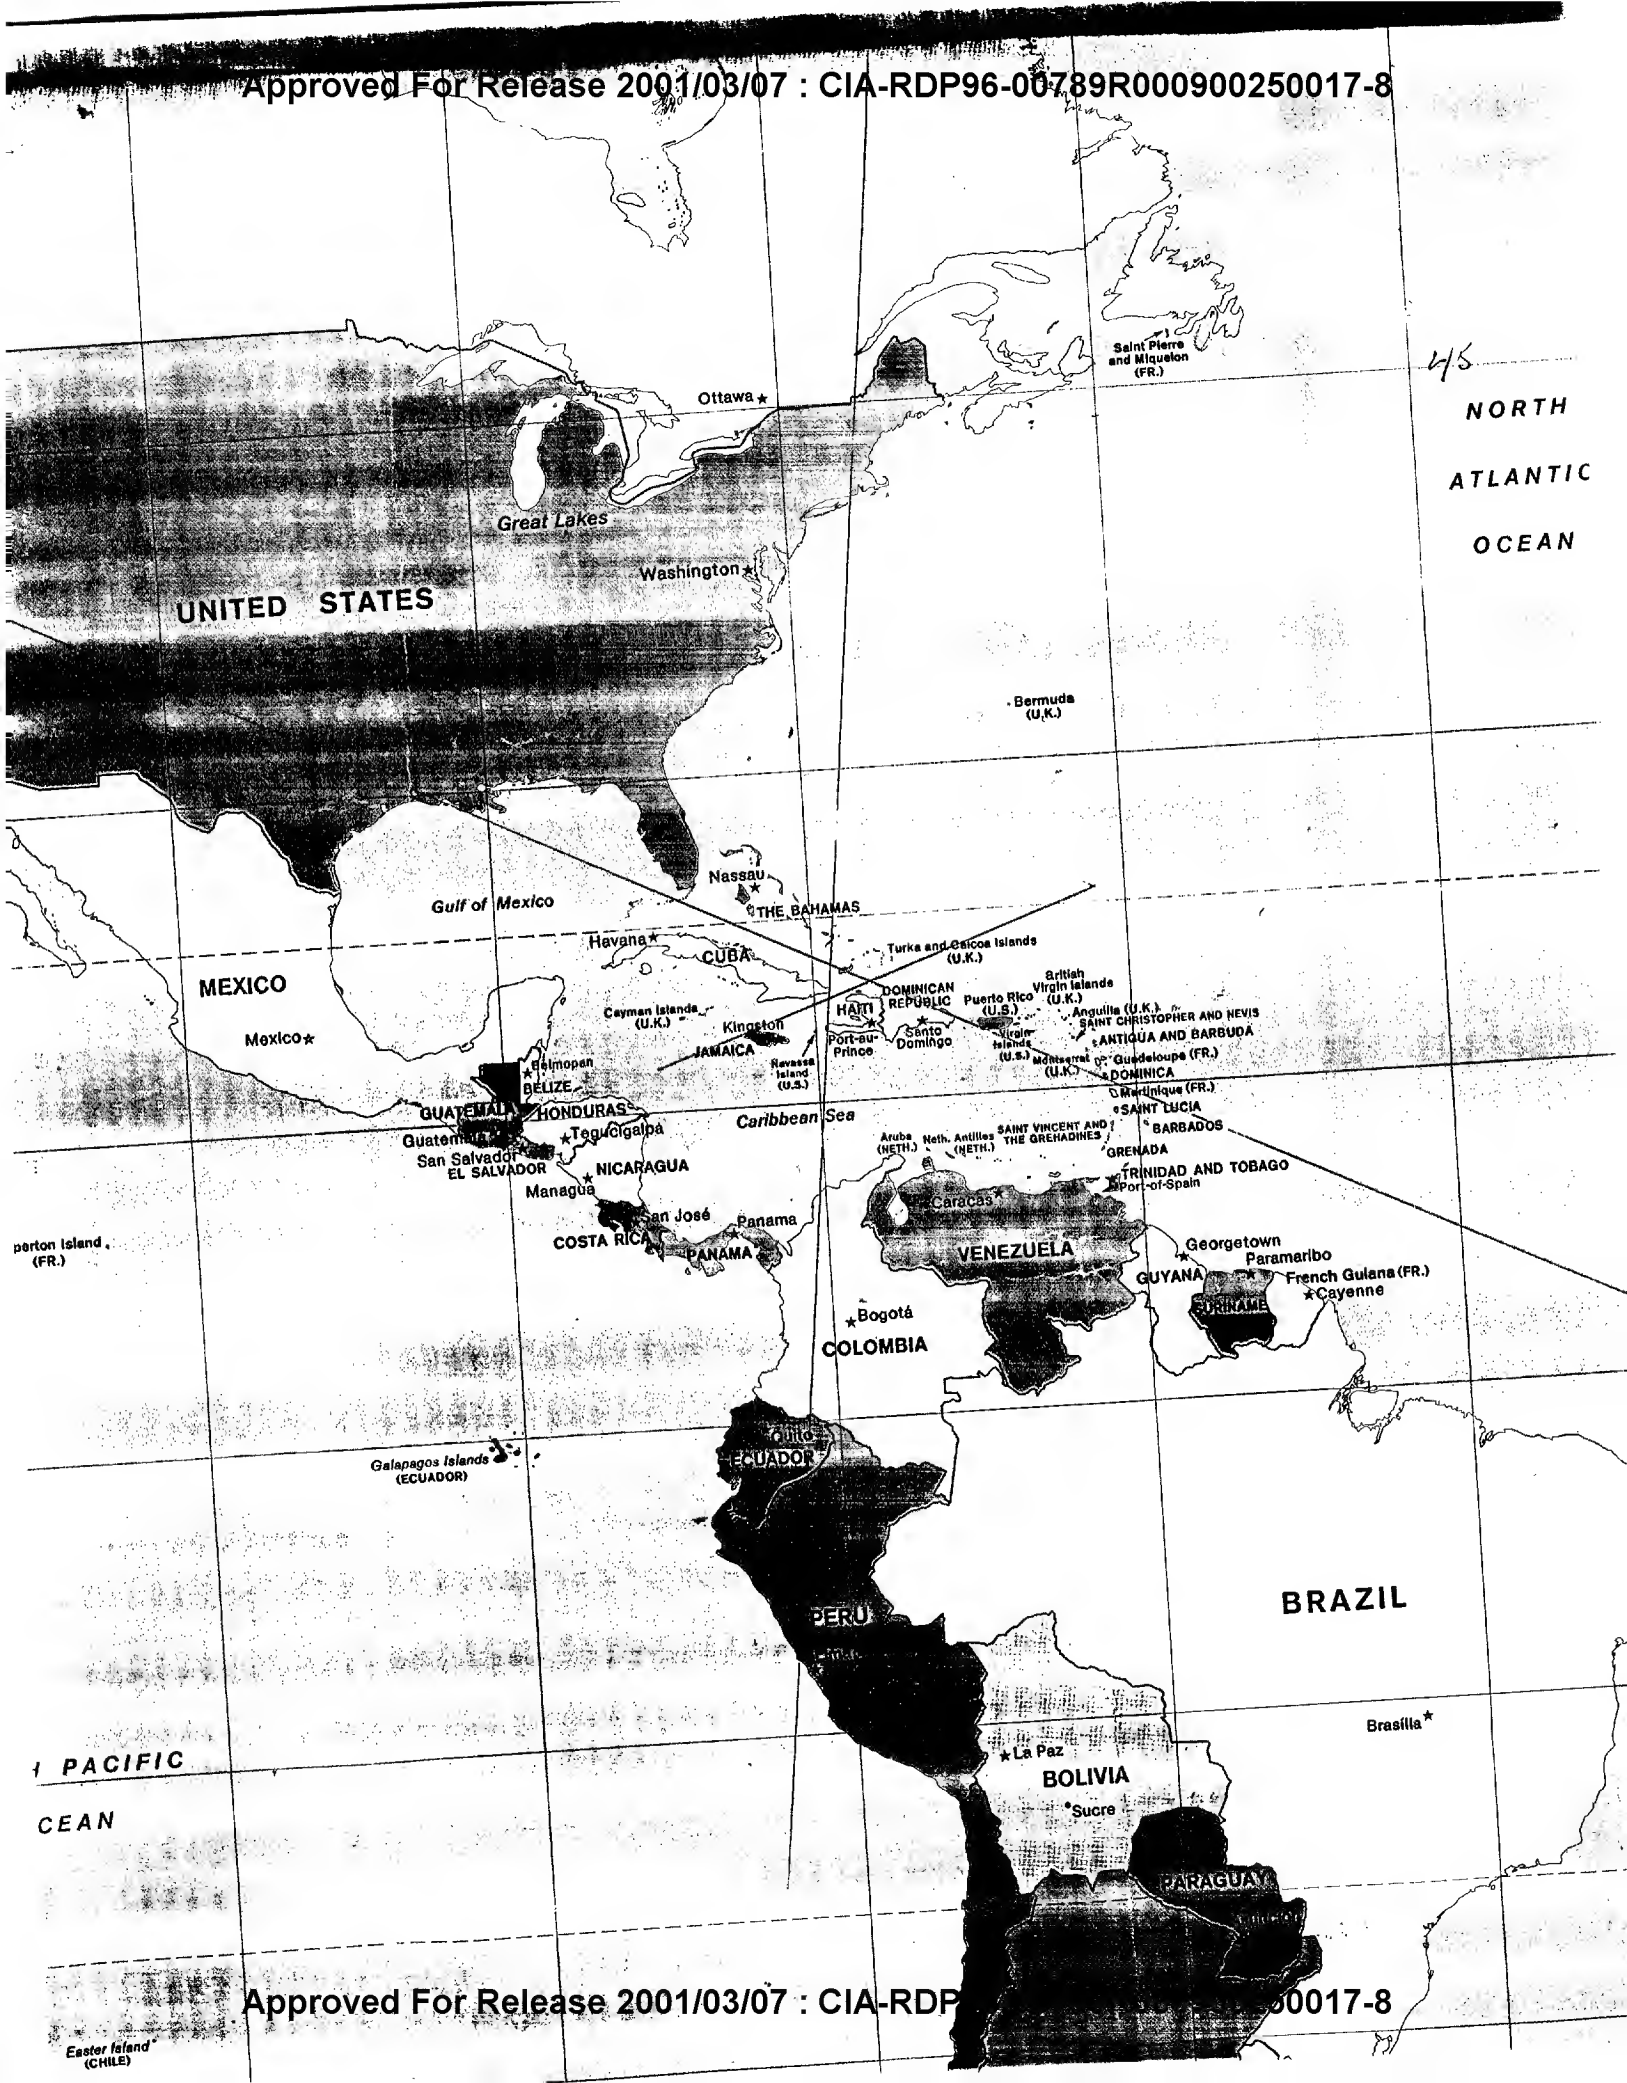 Approved For Release 2001/03/07 : CIA-RDP96-00789R000900250017-8
Saint Pierre
and Miquelon
(FR.)
45
Ottawa
NORTH
ATLANTIC
OCEAN
Great Lakes
Washington
UNITED STATES
Bermuda
(U.K.)
Nassau
THE BAHAMAS
Gulf of Mexico
Havana
CUBA
Turks and Caicos Islands
(U.K.)
MEXICO
Mexico
Cayman Islands
(U.K.)
Kingston
JAMAICA
Navassa
Island
(U.S.)
HAITI
Port-au-
Prince
DOMINICAN
REPUBLIC
Santo
Domingo
Puerto Rico
(U.S.)
British
Virgin Islands
(U.K.)
Virgin
Islands
(U.S.)
Anguilla (U.K.)
SAINT CHRISTOPHER AND NEVIS
ANTIGUA AND BARBUDA
Montserrat
(U.K.)
Guadeloupe (FR.)
DOMINICA
Martinique (FR.)
SAINT LUCIA
BARBADOS
Belmopan
BELIZE
GUATEMALA
HONDURAS
Guatemala
Tegucigalpa
San Salvador
EL SALVADOR
NICARAGUA
Managua
Caribbean Sea
Aruba
(NETH.)
Neth. Antilles
(NETH.)
SAINT VINCENT AND
THE GRENADINES
GRENADA
TRINIDAD AND TOBAGO
Port-of-Spain
Caracas
San José
COSTA RICA
Panama
PANAMA
VENEZUELA
perton Island
(FR.)
Georgetown
GUYANA
Paramaribo
SURINAME
French Guiana (FR.)
Cayenne
Bogotá
COLOMBIA
Quito
ECUADOR
Galapagos Islands
(ECUADOR)
PERU
Lima
BRAZIL
Brasília
PACIFIC
CEAN
La Paz
BOLIVIA
Sucre
PARAGUAY
Approved For Release 2001/03/07 : CIA-RDP
0017-8
Easter Island
(CHILE)